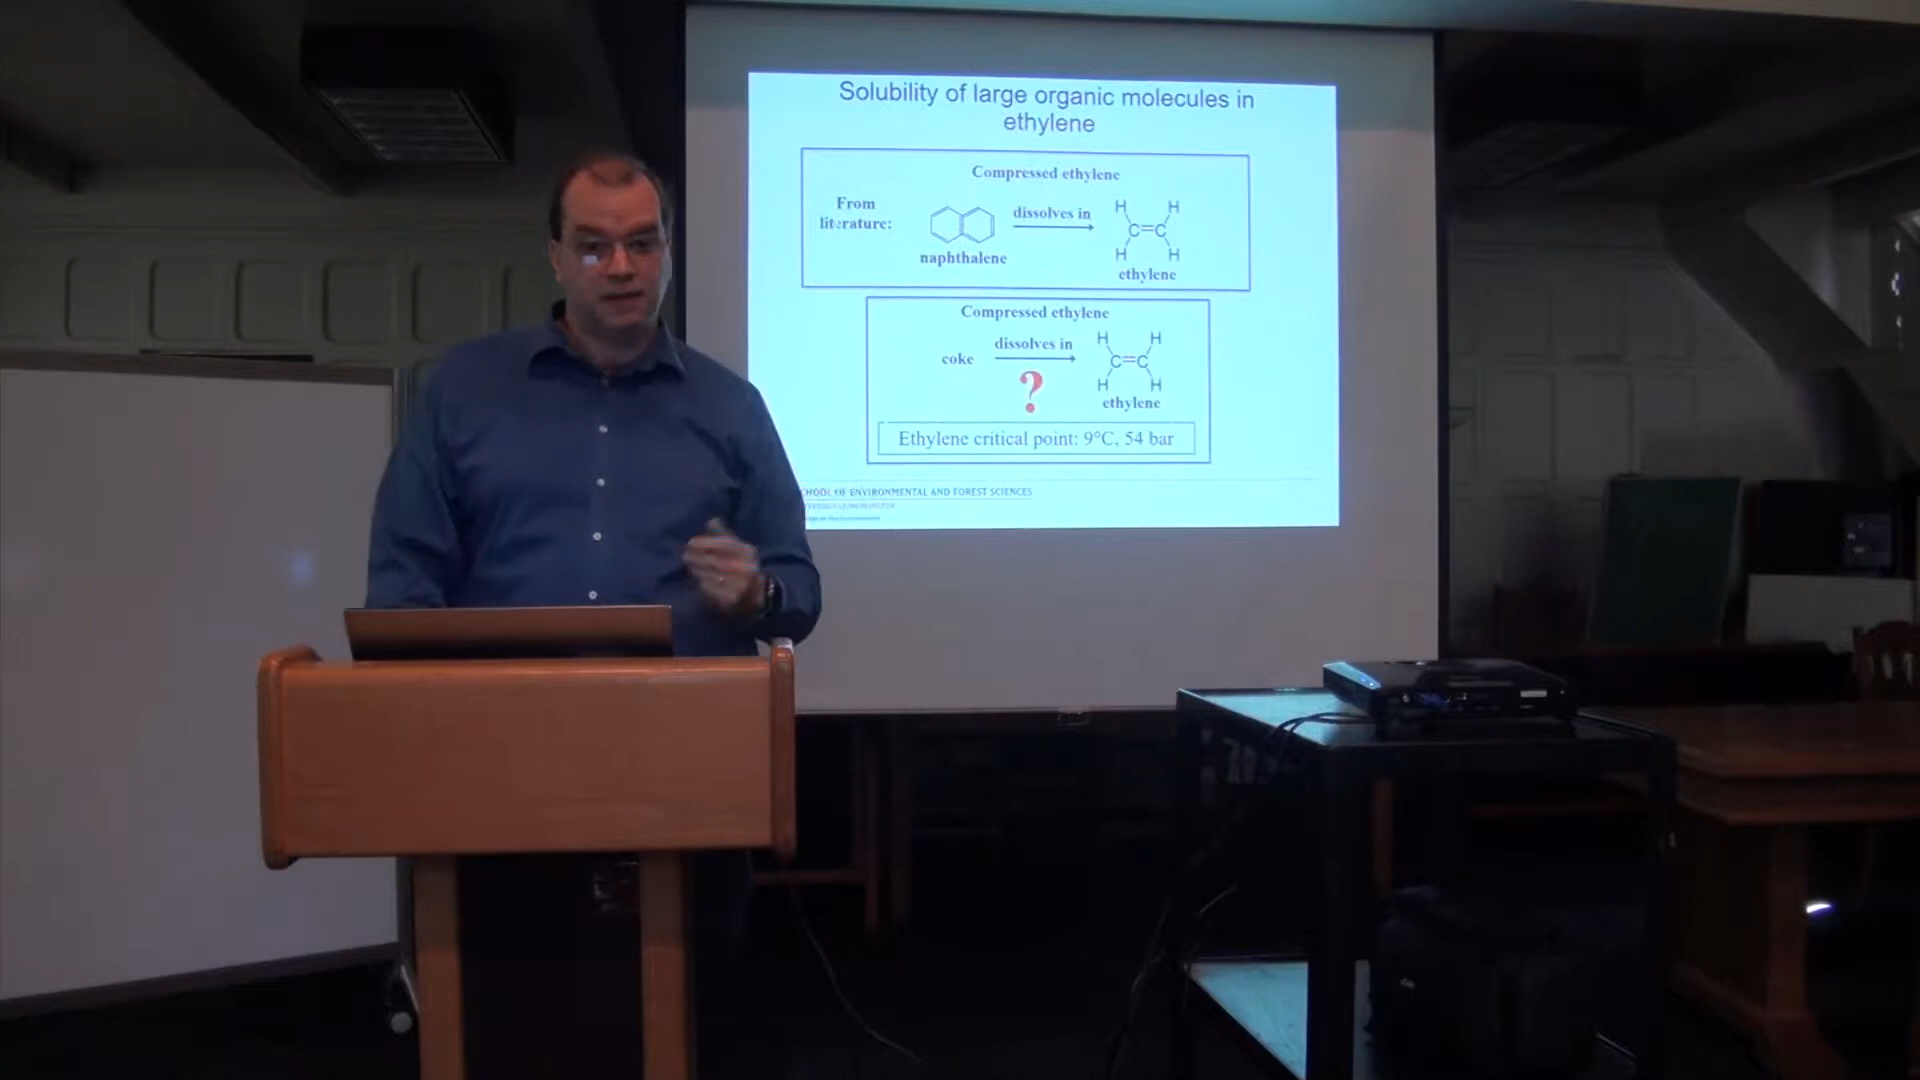 Solubility of large organic molecules in
ethylene
Compressed ethylene
From
literature:
dissolves in
naphthalene
H H
C=C
H H
ethylene
Compressed ethylene
coke
dissolves in
?
H H
C=C
H H
ethylene
Ethylene critical point: 9°C, 54 bar
CHOOL OF ENVIRONMENTAL AND FOREST SCIENCES